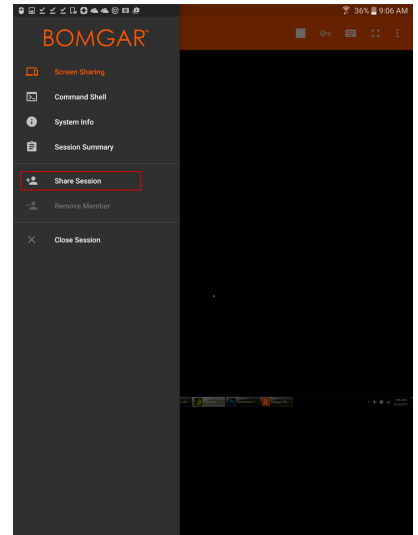 36% 9:06 AM
BOMGAR
Screen Sharing
Command Shell
System Info
Session Summary
Share Session
Remove Member
Close Session